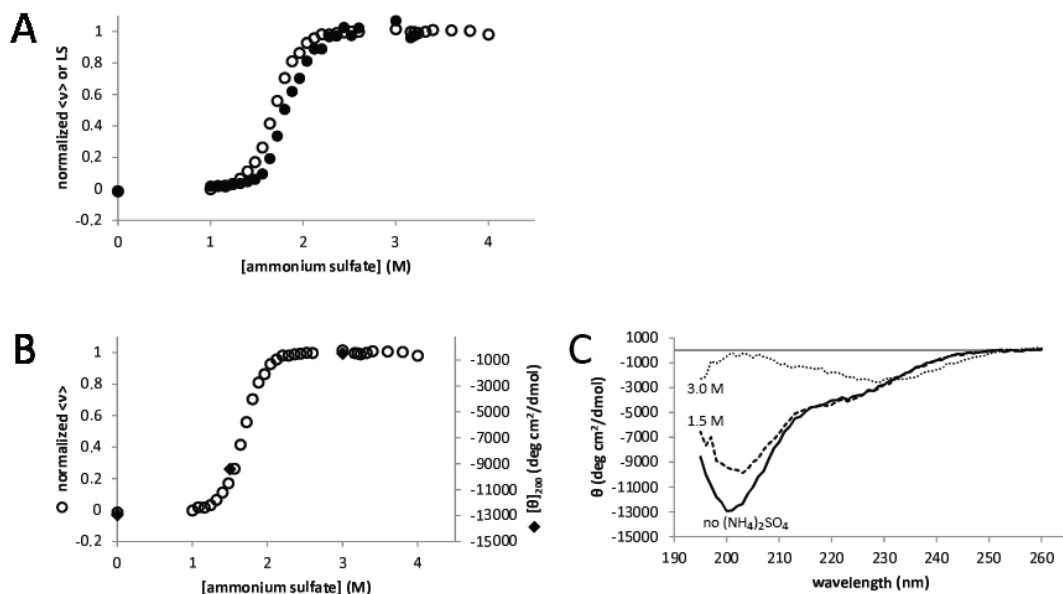 A
normalized <v> or LS
1
0.8
0.6
0.4
0.2
0
-0.2
0 1 2 3 4
[ammonium sulfate] (M)
B
normalized <v>
1
0.8
0.6
0.4
0.2
0
-0.2
0 1 2 3 4
[ammonium sulfate] (M)
-1000
-3000
-5000
-7000
-9000
-11000
-13000
-15000
[θ]200 (deg cm²/dmol)
C
θ (deg cm²/dmol)
1000
-1000
-3000
-5000
-7000
-9000
-11000
-13000
-15000
3.0 M
1.5 M
no (NH4)2SO4
190 200 210 220 230 240 250 260
wavelength (nm)